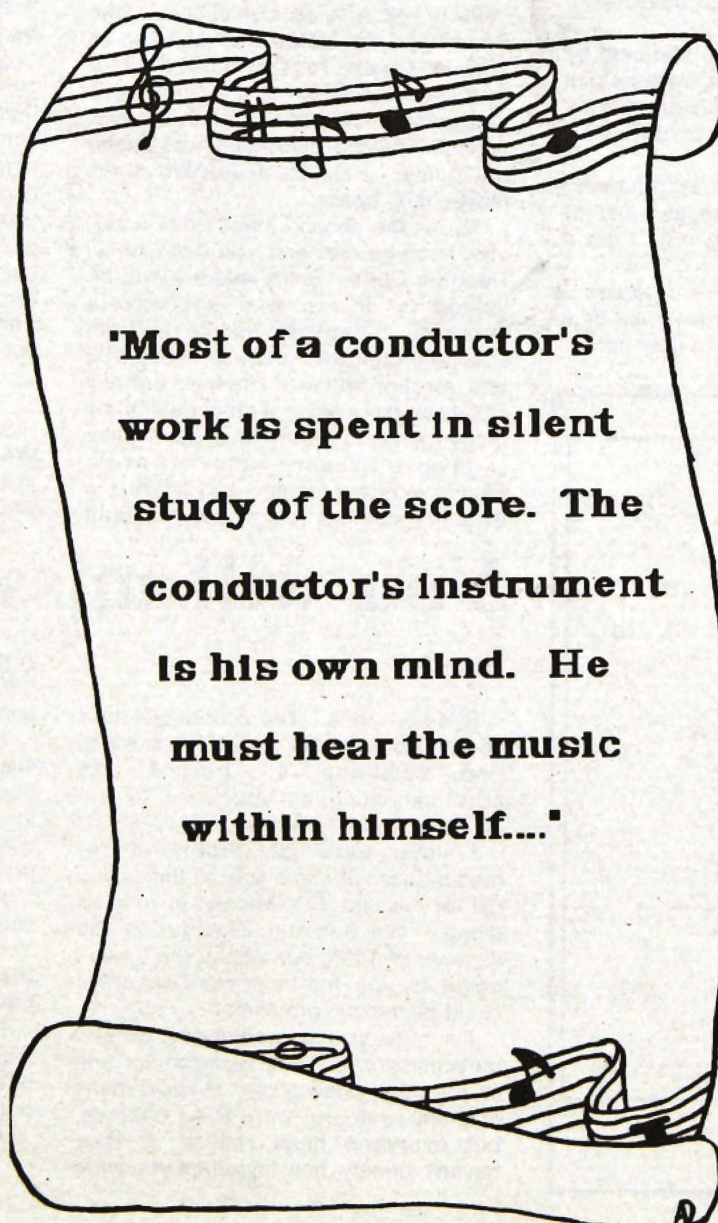 "Most of a conductor's
work is spent in silent
study of the score.  The
conductor's instrument
is his own mind.  He
must hear the music
within himself...."